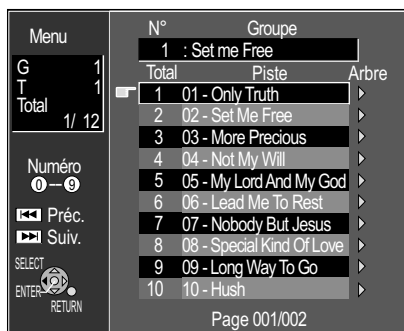 Menu
G 1
T 1
Total
1/ 12
Numéro
0 -- 9
Préc.
Suiv.
SELECT
ENTER
RETURN
N° Groupe
1 : Set me Free
Total Piste Arbre
1 01 - Only Truth
2 02 - Set Me Free
3 03 - More Precious
4 04 - Not My Will
5 05 - My Lord And My God
6 06 - Lead Me To Rest
7 07 - Nobody But Jesus
8 08 - Special Kind Of Love
9 09 - Long Way To Go
10 10 - Hush
Page 001/002